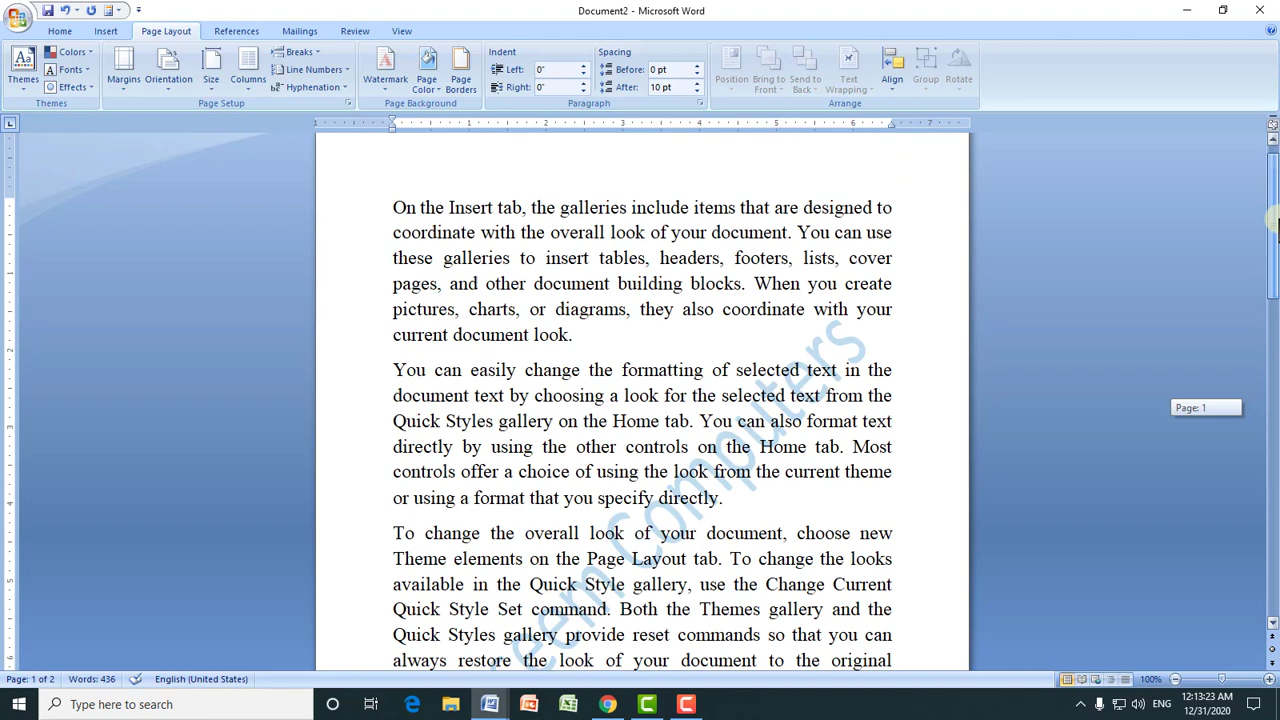 Document2 - Microsoft Word
Home Insert Page Layout References Mailings Review View
Themes
Colors
Fonts
Effects
Themes
Margins
Orientation
Size
Columns
Breaks
Line Numbers
Hyphenation
Page Setup
Watermark
Page Color
Page Borders
Page Background
Indent
Left: 0"
Right: 0"
Spacing
Before: 0 pt
After: 10 pt
Paragraph
Position
Bring to Front
Send to Back
Text Wrapping
Align
Group
Rotate
Arrange
1 1 2 3 4 5 6 7
On the Insert tab, the galleries include items that are designed to
coordinate with the overall look of your document. You can use
these galleries to insert tables, headers, footers, lists, cover
pages, and other document building blocks. When you create
pictures, charts, or diagrams, they also coordinate with your
current document look.
You can easily change the formatting of selected text in the
document text by choosing a look for the selected text from the
Quick Styles gallery on the Home tab. You can also format text
directly by using the other controls on the Home tab. Most
controls offer a choice of using the look from the current theme
or using a format that you specify directly.
To change the overall look of your document, choose new
Theme elements on the Page Layout tab. To change the looks
available in the Quick Style gallery, use the Change Current
Quick Style Set command. Both the Themes gallery and the
Quick Styles gallery provide reset commands so that you can
always restore the look of your document to the original
Computers
Page: 1
Page: 1 of 2 Words: 436 English (United States) 100%
Type here to search
ENG
12:13:23 AM
12/31/2020